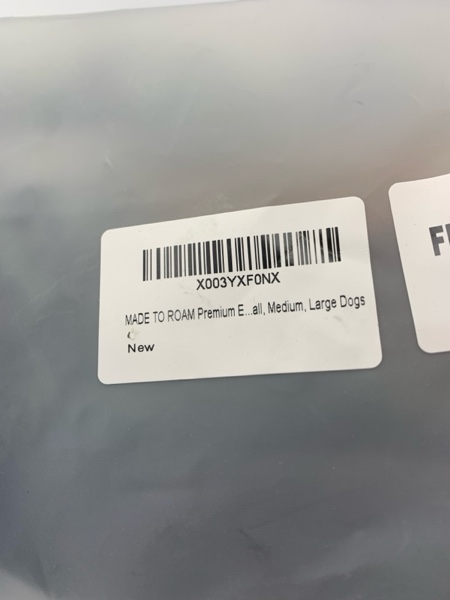 X003YXF0NX
MADE TO ROAM Premium E...all, Medium, Large Dogs
New